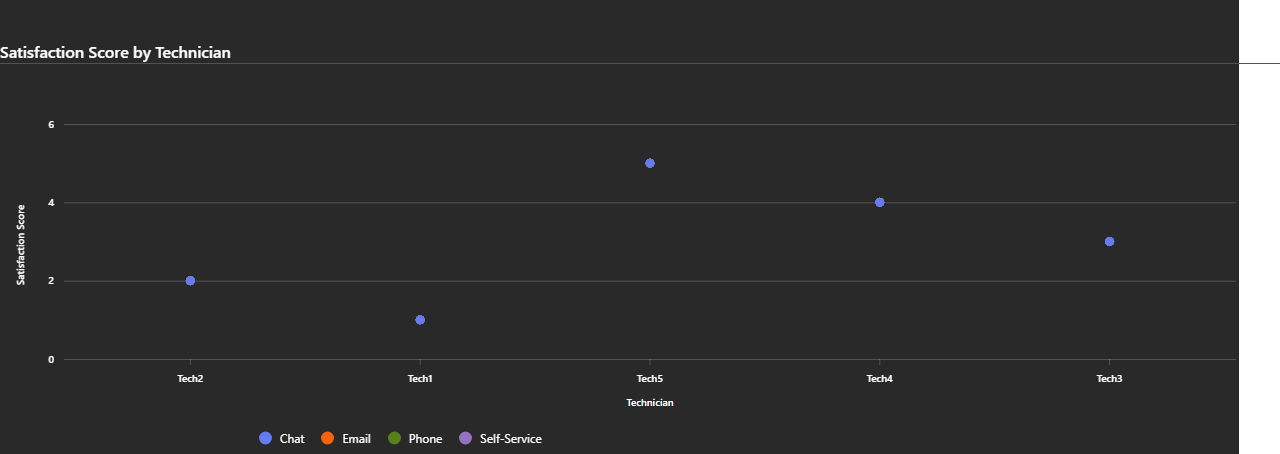 Satisfaction Score by Technician
6
4
2
0
Satisfaction Score
Tech2 Tech1 Tech5 Tech4 Tech3
Technician
Chat Email Phone Self-Service